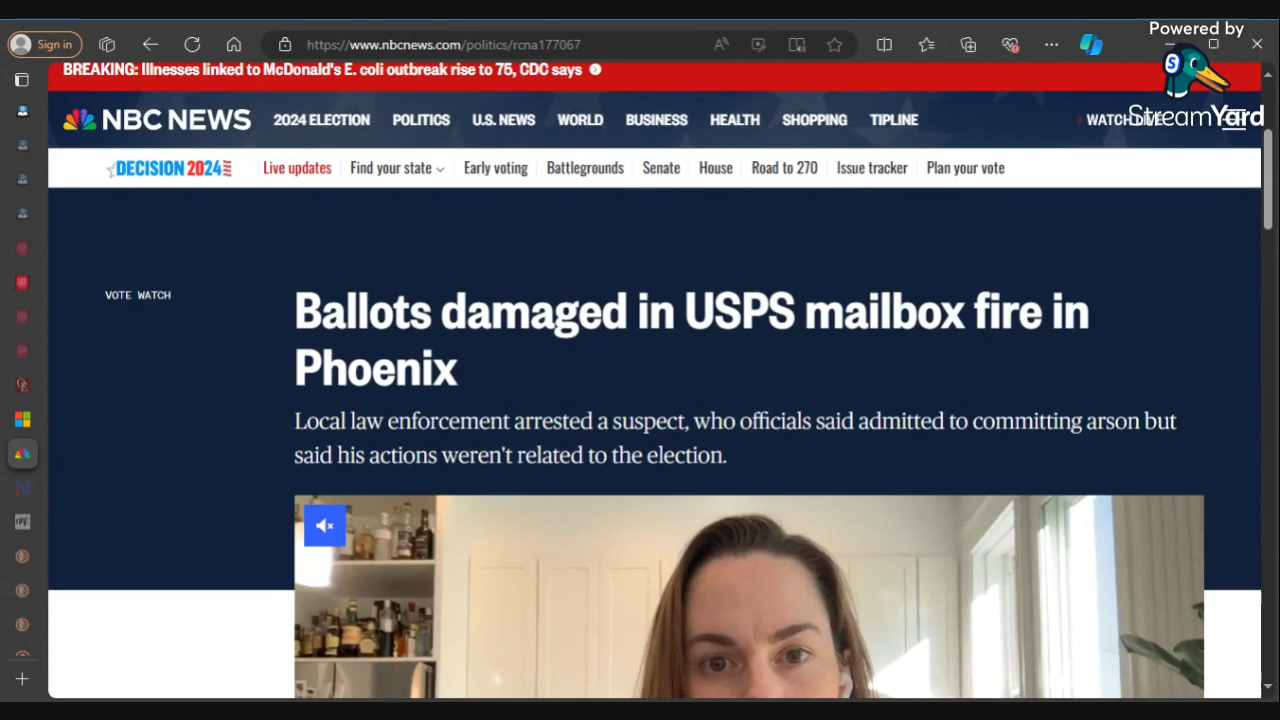 Powered by
StreamYard
Sign in
https://www.nbcnews.com/politics/rcna177067
BREAKING: Illnesses linked to McDonald's E. coli outbreak rise to 75, CDC says
NBC NEWS 2024 ELECTION POLITICS U.S. NEWS WORLD BUSINESS HEALTH SHOPPING TIPLINE WATCH LIVE
DECISION 2024 Live updates Find your state Early voting Battlegrounds Senate House Road to 270 Issue tracker Plan your vote
VOTE WATCH
Ballots damaged in USPS mailbox fire in
Phoenix
Local law enforcement arrested a suspect, who officials said admitted to committing arson but
said his actions weren't related to the election.